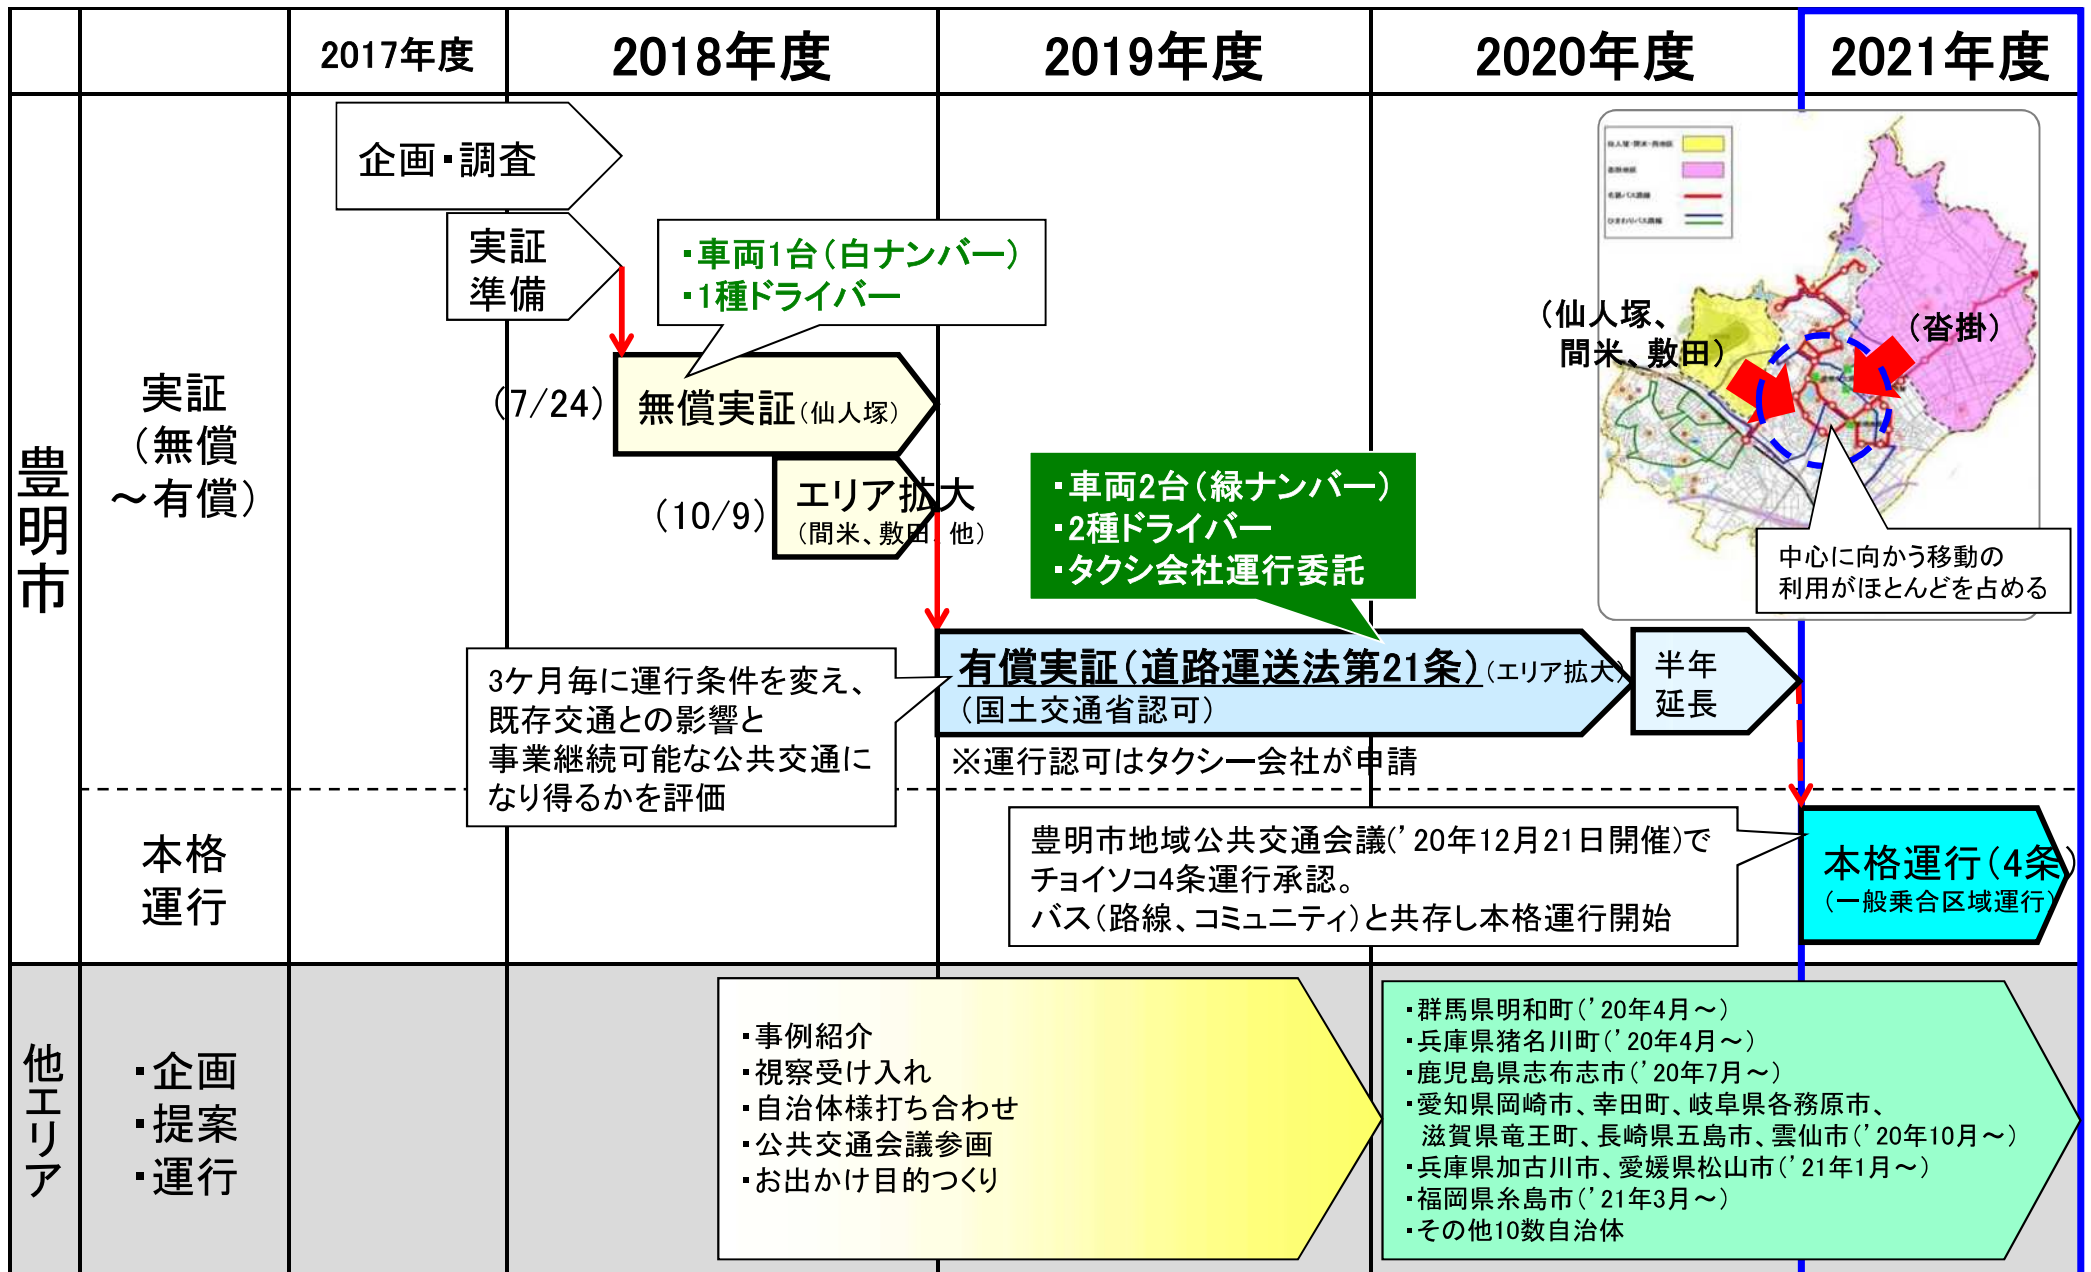 2017年度
2018年度
2019年度
2020年度
2021年度
豊明市
実証
（無償
～有償）
企画・調査
実証
準備
・車両1台（白ナンバー）
・1種ドライバー
（7/24）
無償実証（仙人塚）
（10/9）
エリア拡大
（間米、敷田、他）
・車両2台（緑ナンバー）
・2種ドライバー
・タクシ会社運行委託
有償実証（道路運送法第21条）（エリア拡大）
（国土交通省認可）
半年
延長
※運行認可はタクシー会社が申請
3ケ月毎に運行条件を変え、
既存交通との影響と
事業継続可能な公共交通に
なり得るかを評価
（仙人塚、
間米、敷田）
（沓掛）
中心に向かう移動の
利用がほとんどを占める
本格
運行
豊明市地域公共交通会議(’20年12月21日開催)で
チョイソコ4条運行承認。
バス（路線、コミュニティ）と共存し本格運行開始
本格運行（4条）
（一般乗合区域運行）
他エリア
・企画
・提案
・運行
・事例紹介
・視察受け入れ
・自治体様打ち合わせ
・公共交通会議参画
・お出かけ目的つくり
・群馬県明和町（’20年4月～）
・兵庫県猪名川町（’20年4月～）
・鹿児島県志布志市（’20年7月～）
・愛知県岡崎市、幸田町、岐阜県各務原市、
滋賀県竜王町、長崎県五島市、雲仙市（’20年10月～）
・兵庫県加古川市、愛媛県松山市（’21年1月～）
・福岡県糸島市（’21年3月～）
・その他10数自治体